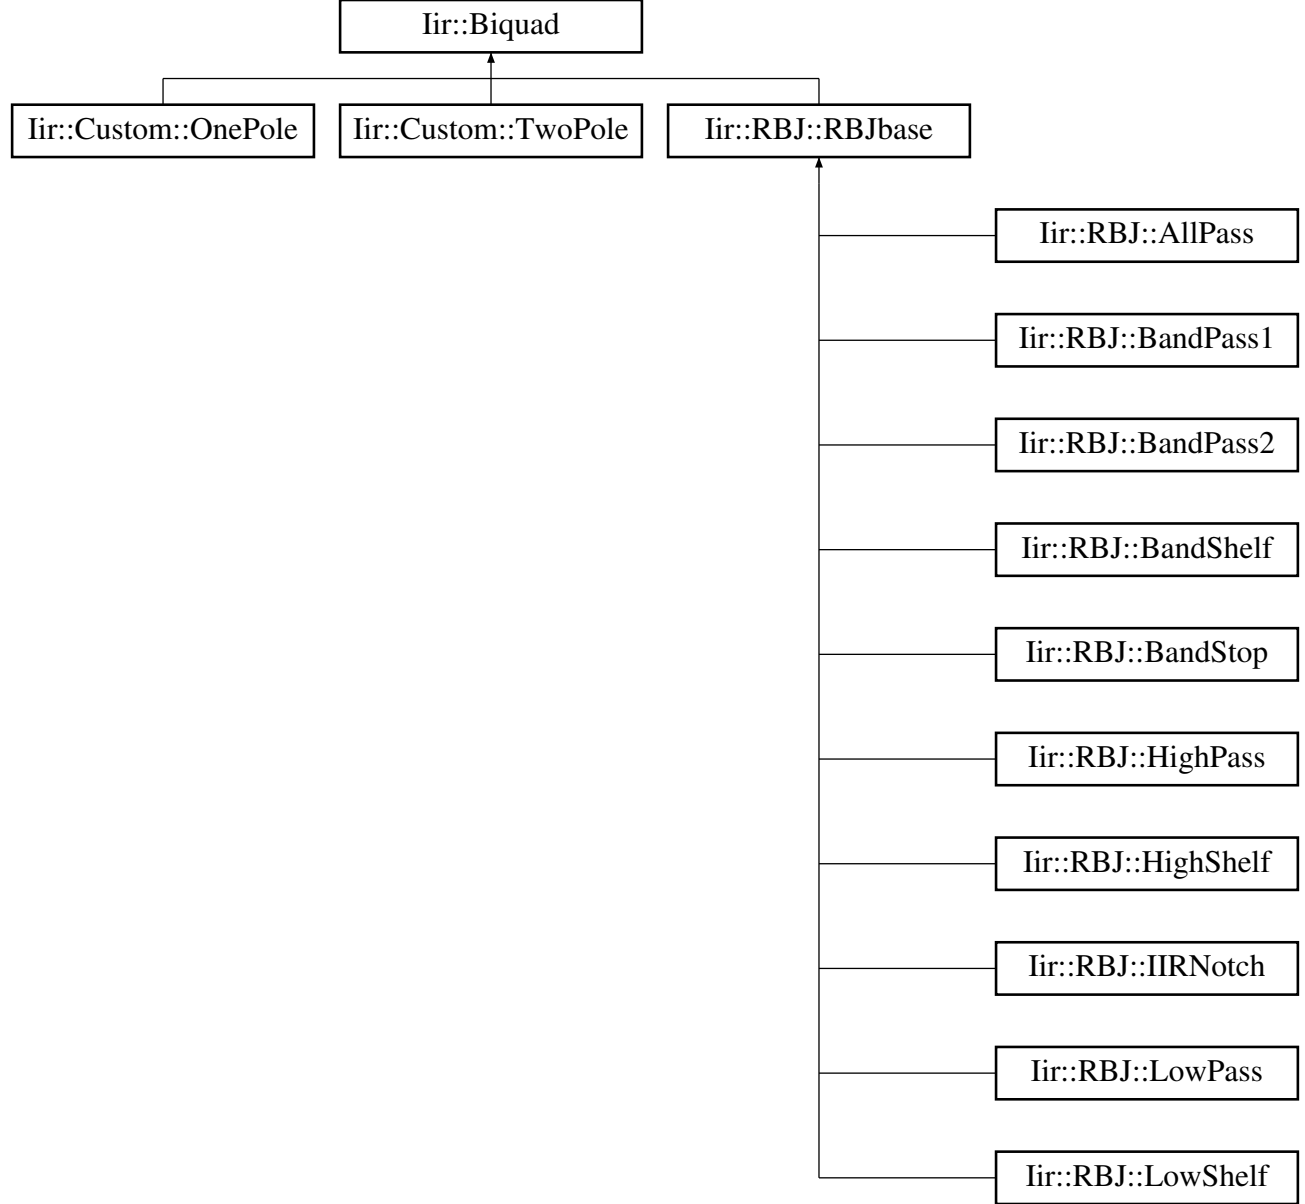 Iir::Biquad
Iir::Custom::OnePole
Iir::Custom::TwoPole
Iir::RBJ::RBJbase
Iir::RBJ::AllPass
Iir::RBJ::BandPass1
Iir::RBJ::BandPass2
Iir::RBJ::BandShelf
Iir::RBJ::BandStop
Iir::RBJ::HighPass
Iir::RBJ::HighShelf
Iir::RBJ::IIRNotch
Iir::RBJ::LowPass
Iir::RBJ::LowShelf